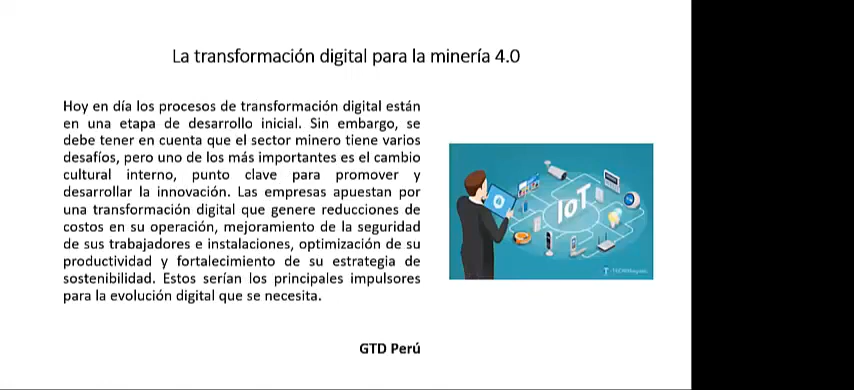 La transformación digital para la minería 4.0
Hoy en día los procesos de transformación digital están
en una etapa de desarrollo inicial. Sin embargo, se
debe tener en cuenta que el sector minero tiene varios
desafíos, pero uno de los más importantes es el cambio
cultural interno, punto clave para promover y
desarrollar la innovación. Las empresas apuestan por
una transformación digital que genere reducciones de
costos en su operación, mejoramiento de la seguridad
de sus trabajadores e instalaciones, optimización de su
productividad y fortalecimiento de su estrategia de
sostenibilidad. Estos serían los principales impulsores
para la evolución digital que se necesita.
IoT
GTD Perú